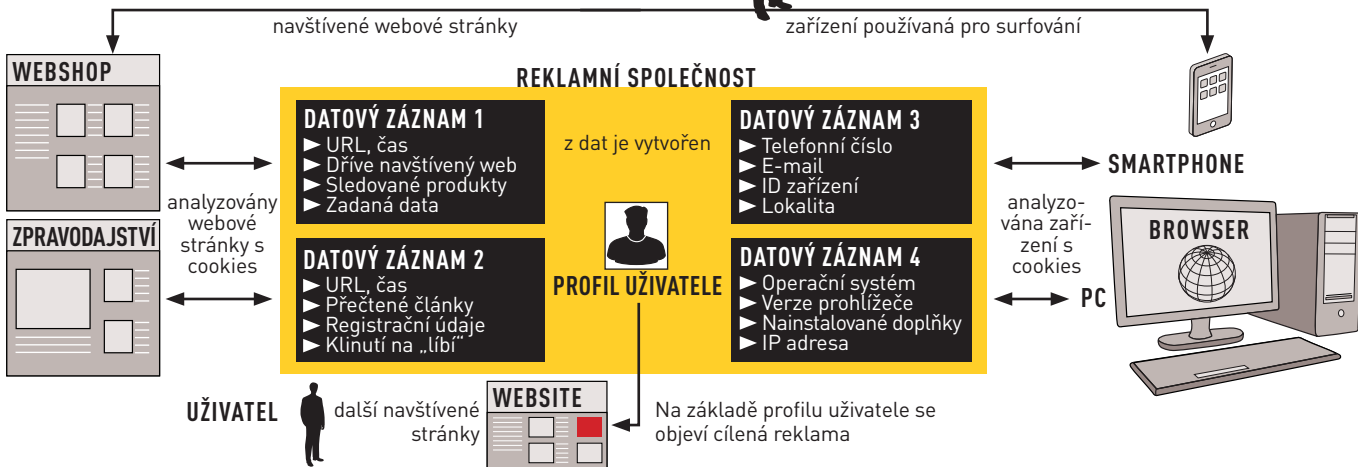 navštívené webové stránky
zařízení používaná pro surfování
WEBSHOP
REKLAMNÍ SPOLEČNOST
DATOVÝ ZÁZNAM 1
► URL, čas
► Dříve navštívený web
► Sledované produkty
► Zadaná data
z dat je vytvořen
DATOVÝ ZÁZNAM 3
► Telefonní číslo
► E-mail
► ID zařízení
► Lokalita
SMARTPHONE
analyzovány
webové
stránky s
cookies
analyzo-
vána zaří-
zení s
cookies
BROWSER
ZPRAVODAJSTVÍ
DATOVÝ ZÁZNAM 2
► URL, čas
► Přečtené články
► Registrační údaje
► Klinutí na „líbí“
PROFIL UŽIVATELE
DATOVÝ ZÁZNAM 4
► Operační systém
► Verze prohlížeče
► Nainstalované doplňky
► IP adresa
PC
UŽIVATEL
další navštívené
stránky
WEBSITE
Na základě profilu uživatele se
objeví cílená reklama